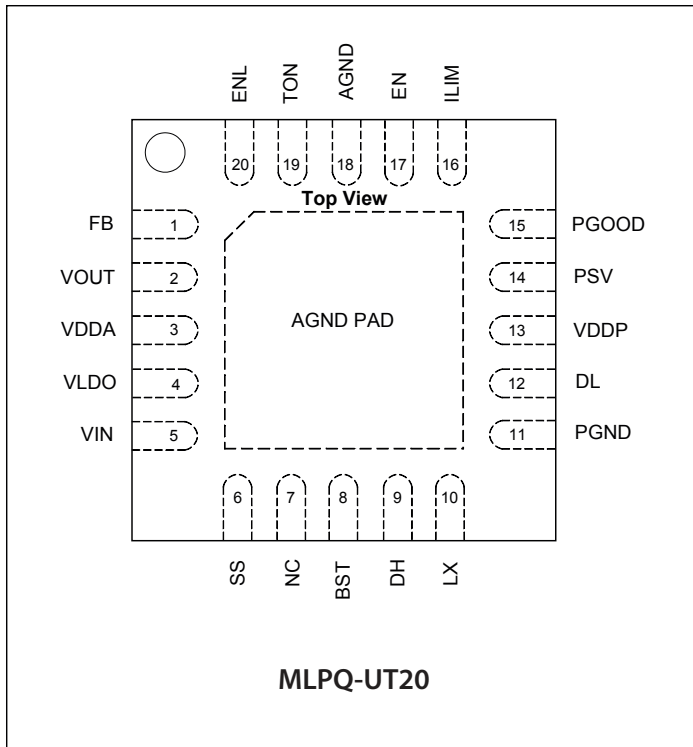 ENL TON AGND EN ILIM
20 19 18 17 16
Top View
FB 1
VOUT 2
VDDA 3
VLDO 4
VIN 5
AGND PAD
15 PGOOD
14 PSV
13 VDDP
12 DL
11 PGND
6 7 8 9 10
SS NC BST DH LX
MLPQ-UT20